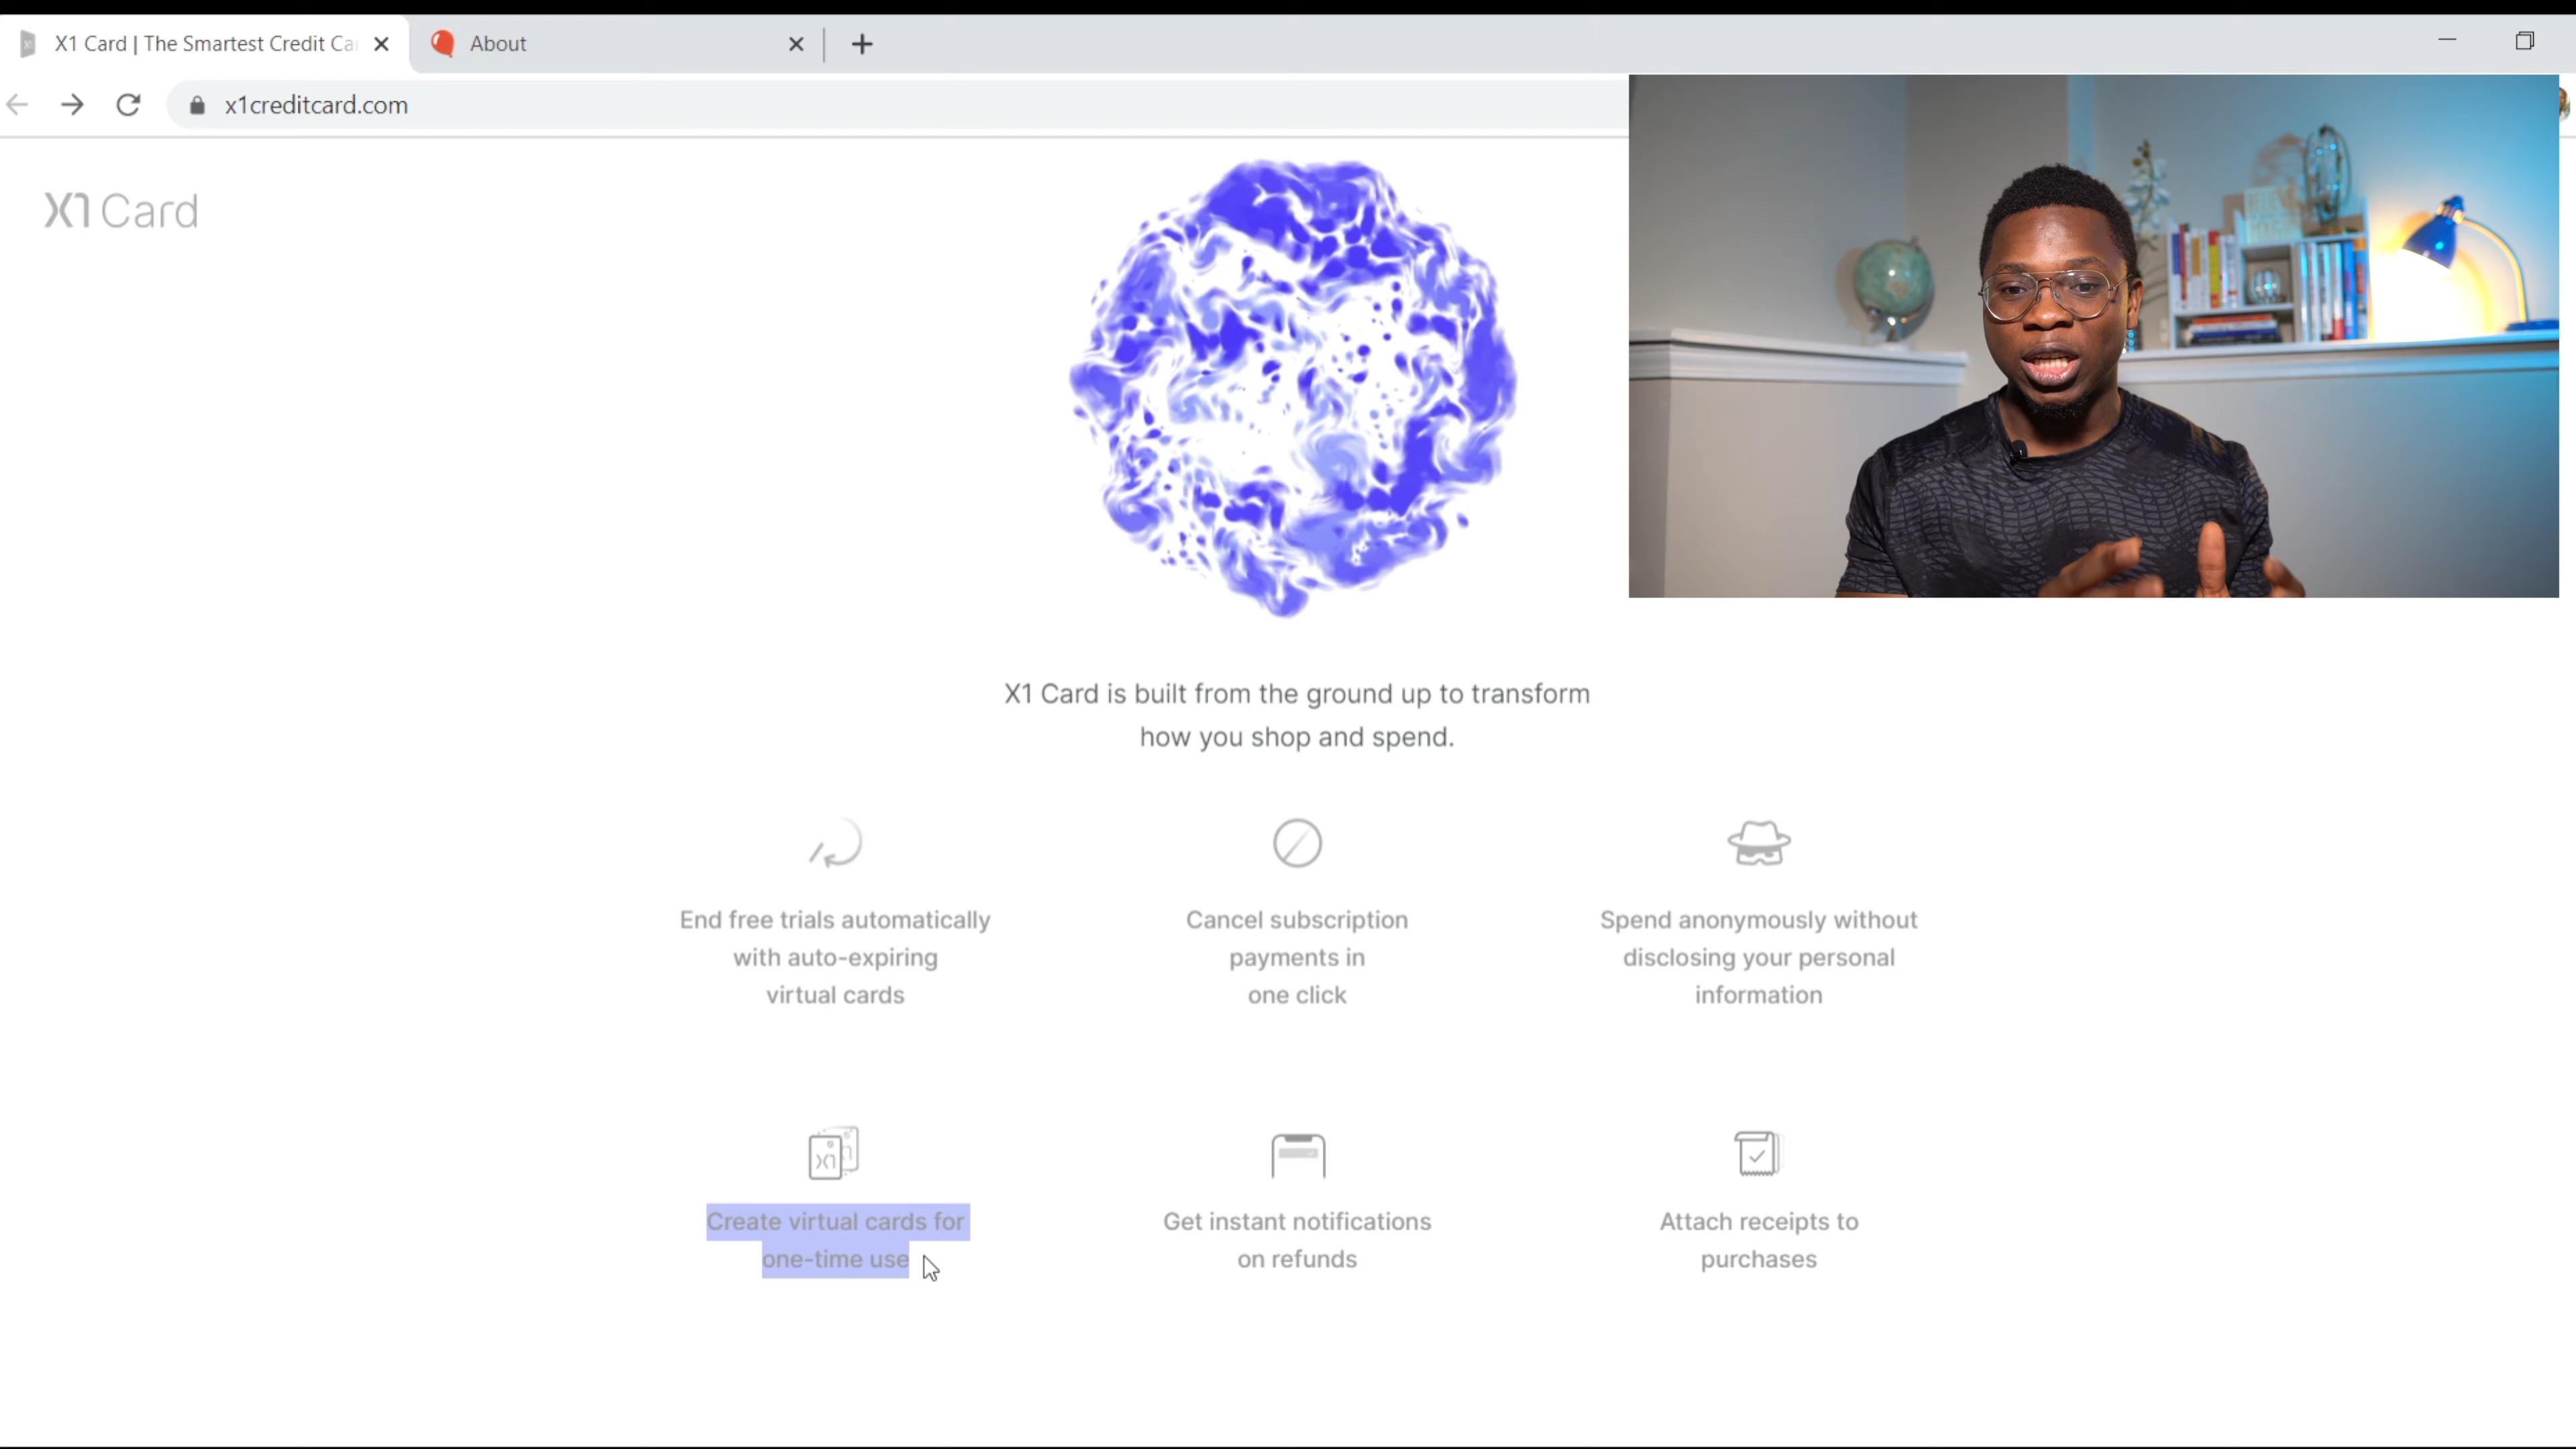 X1 Card | The Smartest Credit Ca
About
x1creditcard.com
X1 Card
X1 Card is built from the ground up to transform
how you shop and spend.
End free trials automatically
with auto-expiring
virtual cards
Cancel subscription
payments in
one click
Spend anonymously without
disclosing your personal
information
X1
Create virtual cards for
one-time use
Get instant notifications
on refunds
Attach receipts to
purchases